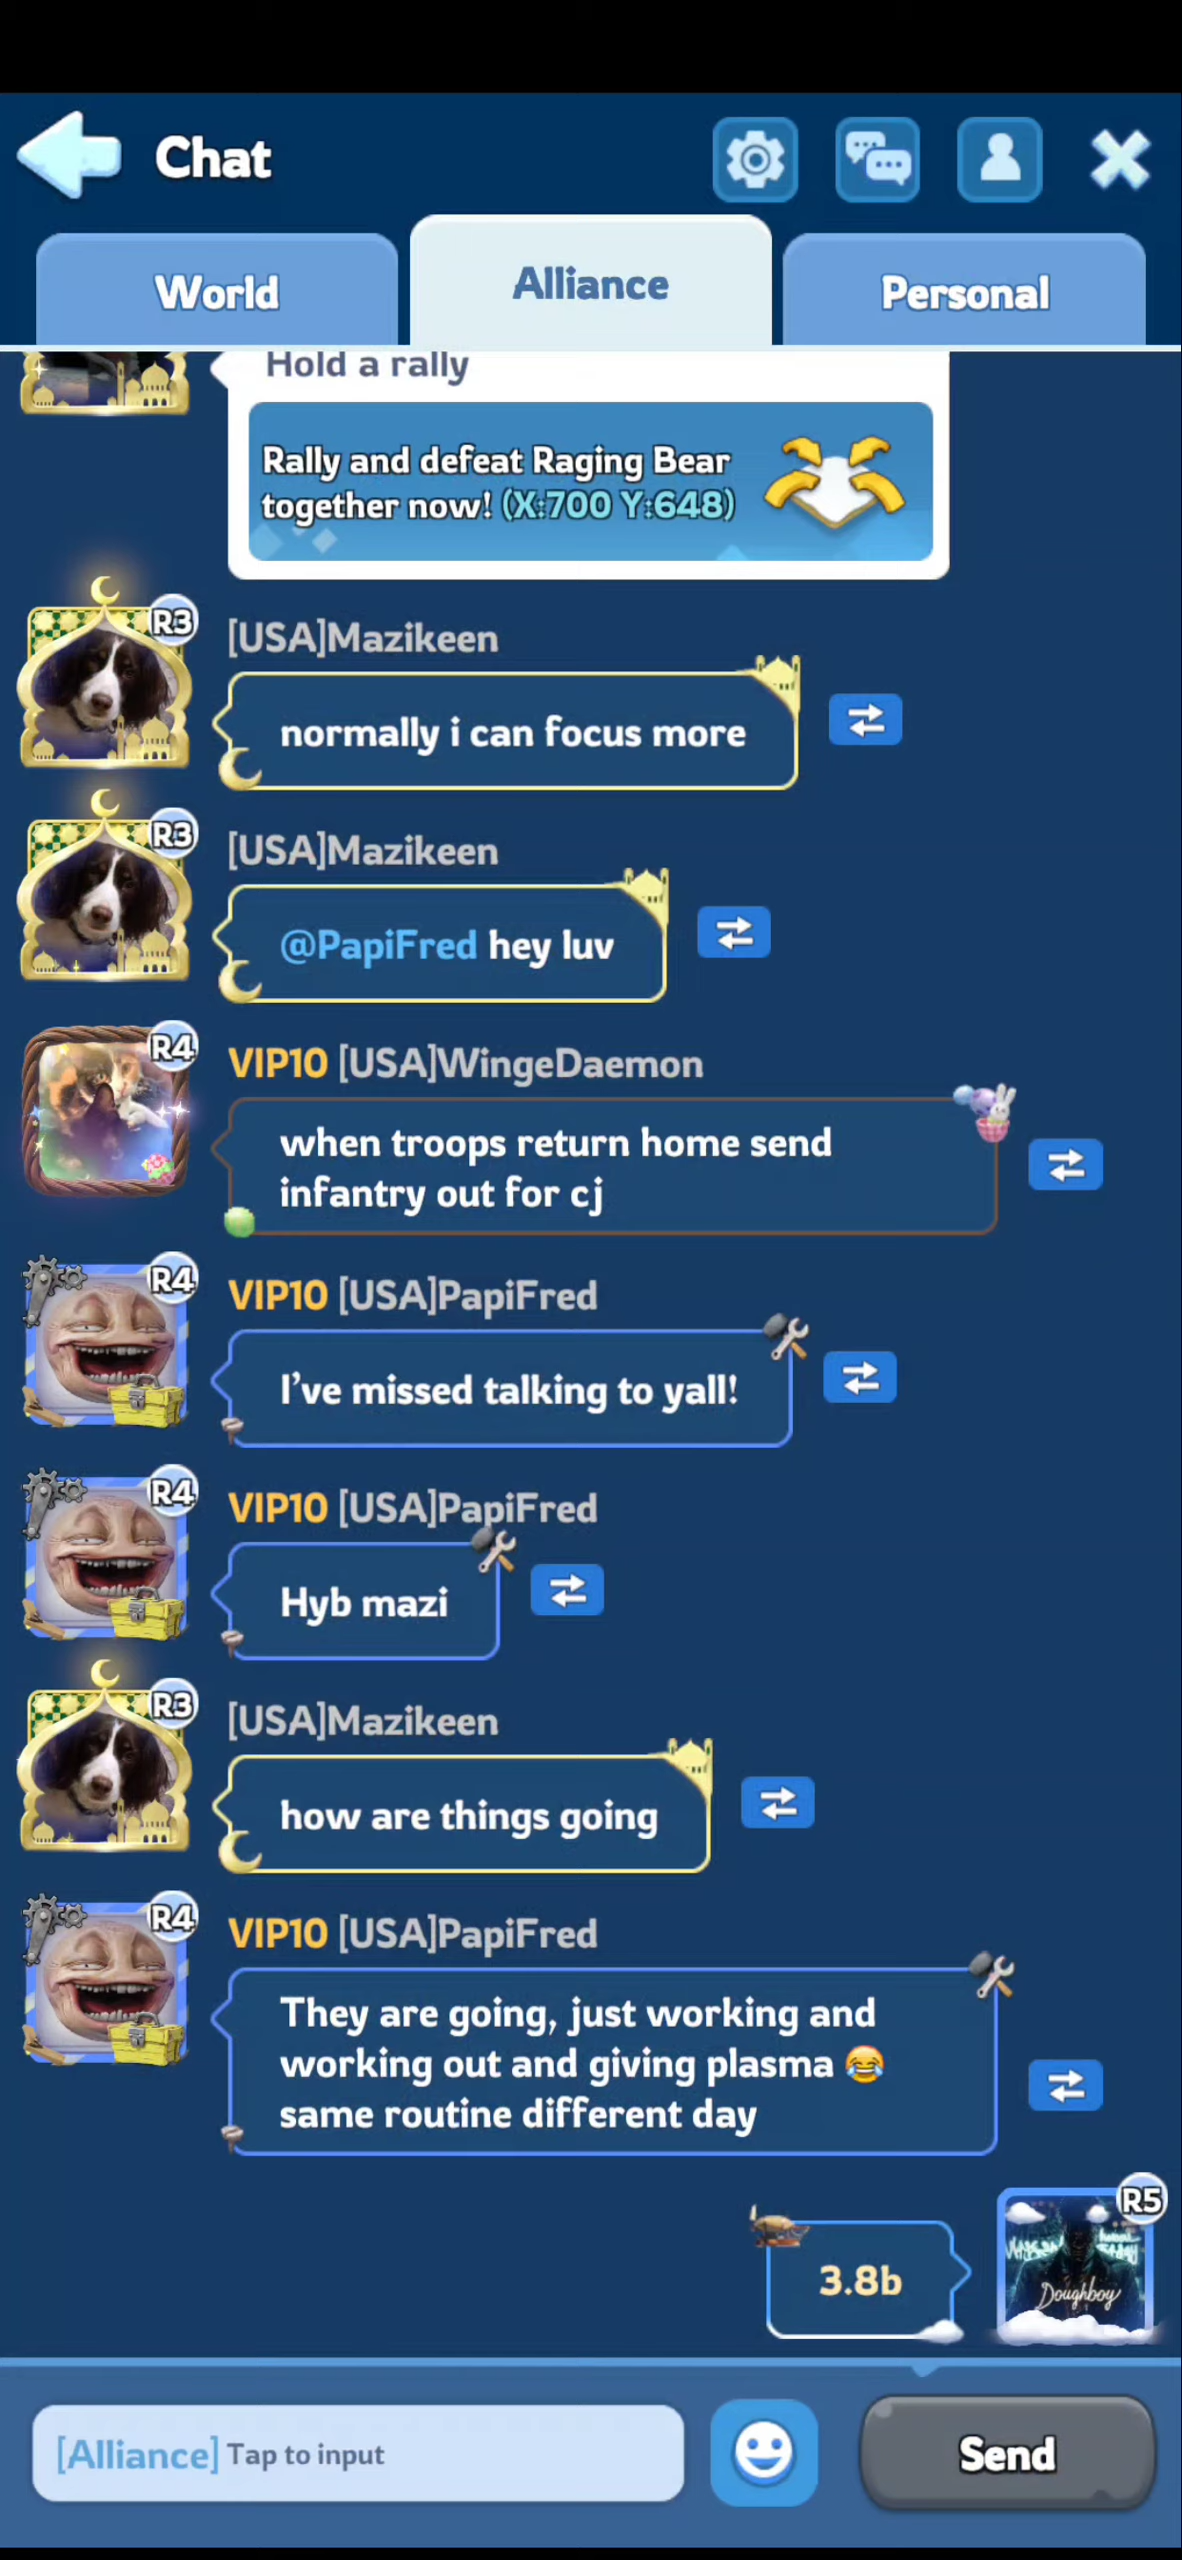 Chat
World
Alliance
Personal
Hold a rally
Rally and defeat Raging Bear
together now! (X:700 Y:648)
R3
[USA]Mazikeen
normally i can focus more
R3
[USA]Mazikeen
@PapiFred hey luv
R4
VIP10 [USA]WingeDaemon
when troops return home send
infantry out for cj
R4
VIP10 [USA]PapiFred
I've missed talking to yall!
R4
VIP10 [USA]PapiFred
Hyb mazi
R3
[USA]Mazikeen
how are things going
R4
VIP10 [USA]PapiFred
They are going, just working and
working out and giving plasma 😂
same routine different day
R5
3.8b
Doughboy
[Alliance] Tap to input
Send